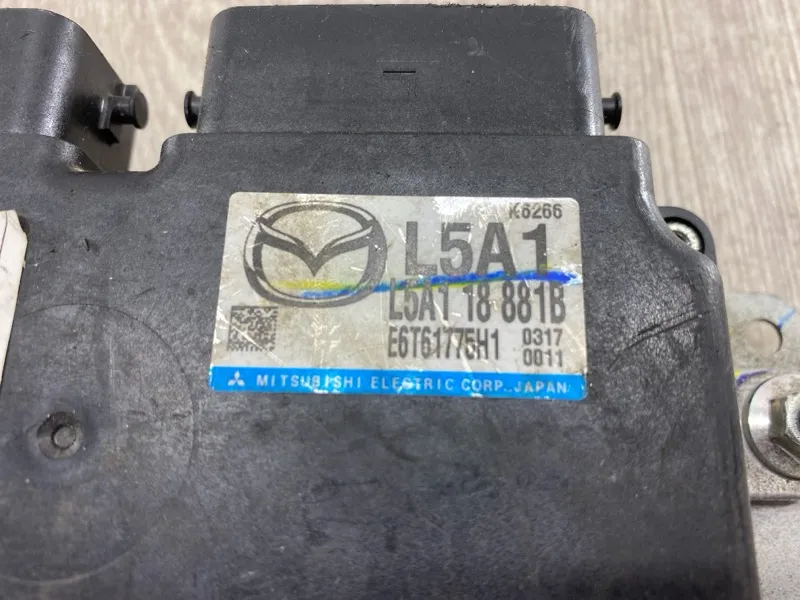 K6266
L5A1
L5A1 18 881B
E6T61775H1 0317
0011
MITSUBISHI ELECTRIC CORP. JAPAN